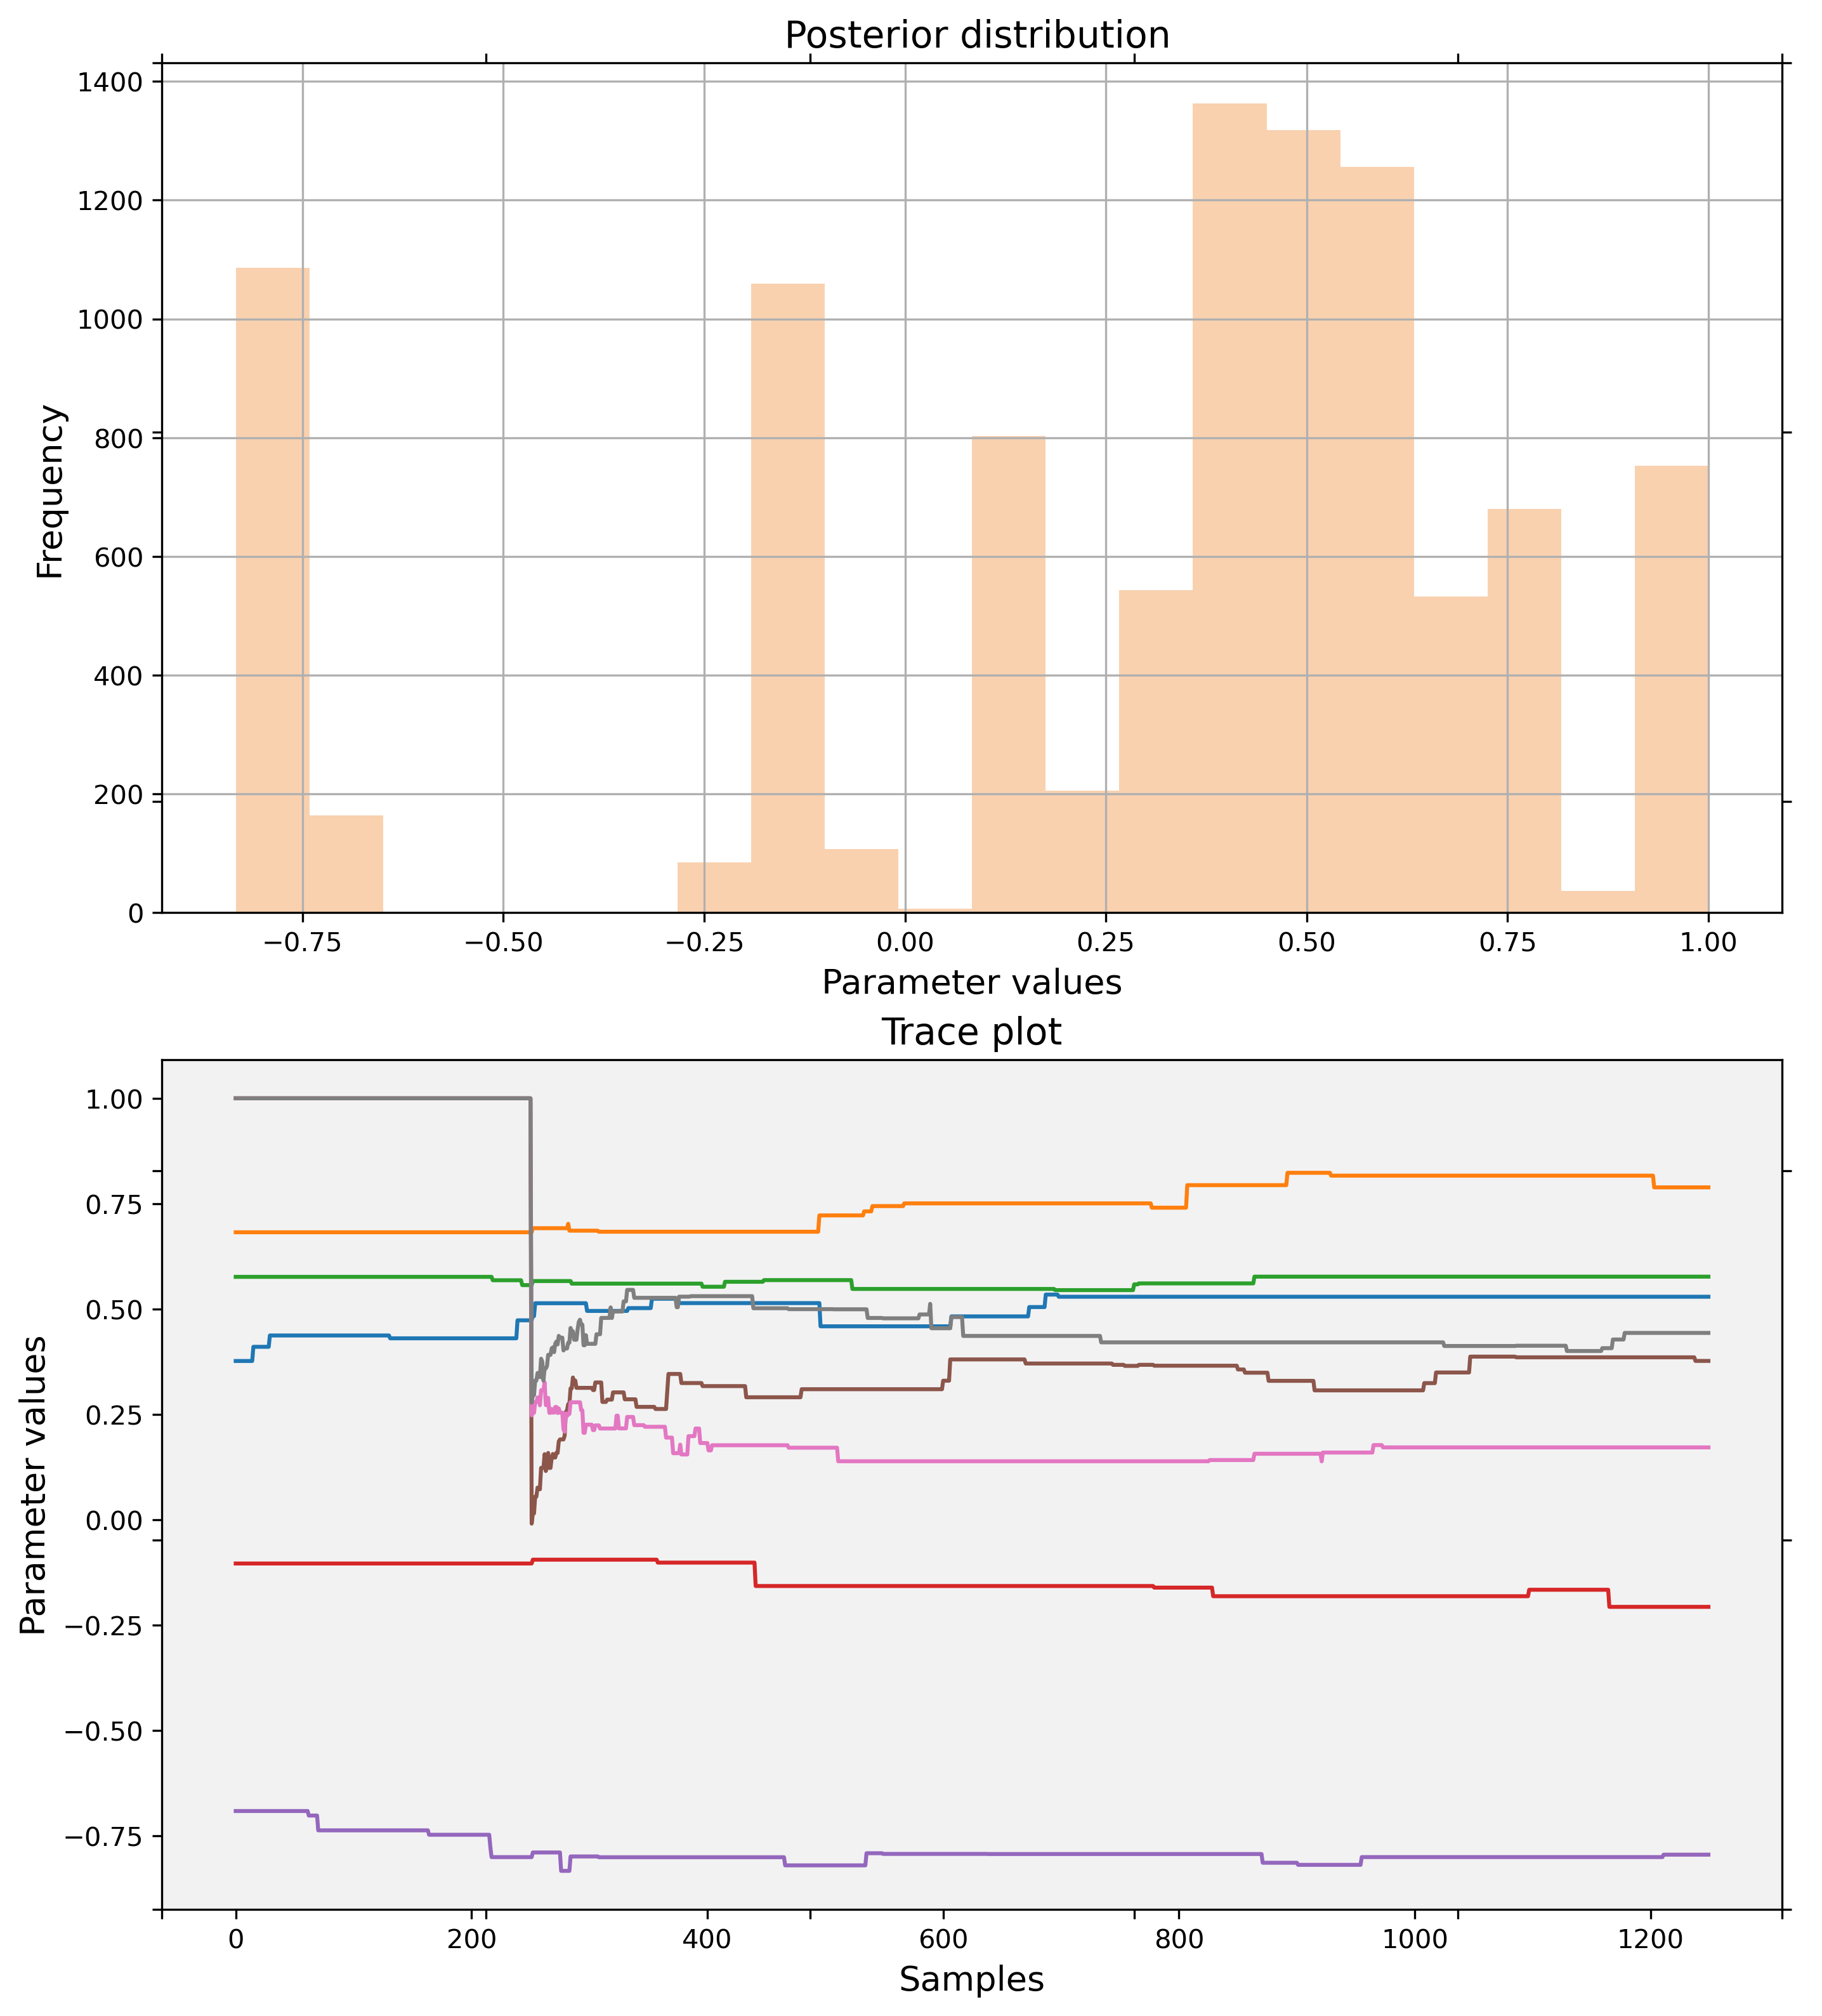 Posterior distribution
1400
1200
1000
800
600
400
200
0
Frequency
−0.75 −0.50 −0.25 0.00 0.25 0.50 0.75 1.00
Parameter values
Trace plot
1.00
0.75
0.50
0.25
0.00
−0.25
−0.50
−0.75
Parameter values
0 200 400 600 800 1000 1200
Samples